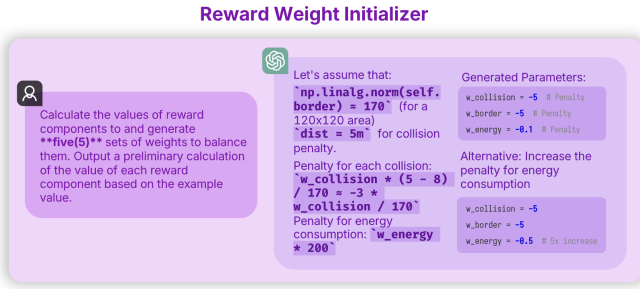 Reward Weight Initializer
Calculate the values of reward
components to and generate
**five(5)** sets of weights to balance
them. Output a preliminary calculation
of the value of each reward
component based on the example
value.
Let's assume that:
`np.linalg.norm(self.
border) ≈ 170` (for a
120x120 area)
`dist = 5m` for collision
penalty.
Penalty for each collision:
`w_collision * (5 - 8)
/ 170 ≈ -3 *
w_collision / 170`
Penalty for energy
consumption: `w_energy
* 200`
Generated Parameters:
w_collision = -5 # Penalty
w_border = -5 # Penalty
w_energy = -0.1 # Penalty
Alternative: Increase the
penalty for energy
consumption
w_collision = -5
w_border = -5
w_energy = -0.5 # 5x increase